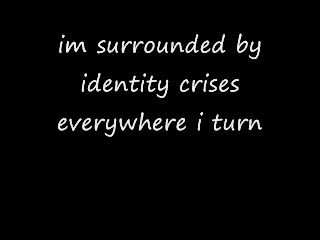 im surrounded by
identity crises
everywhere i turn